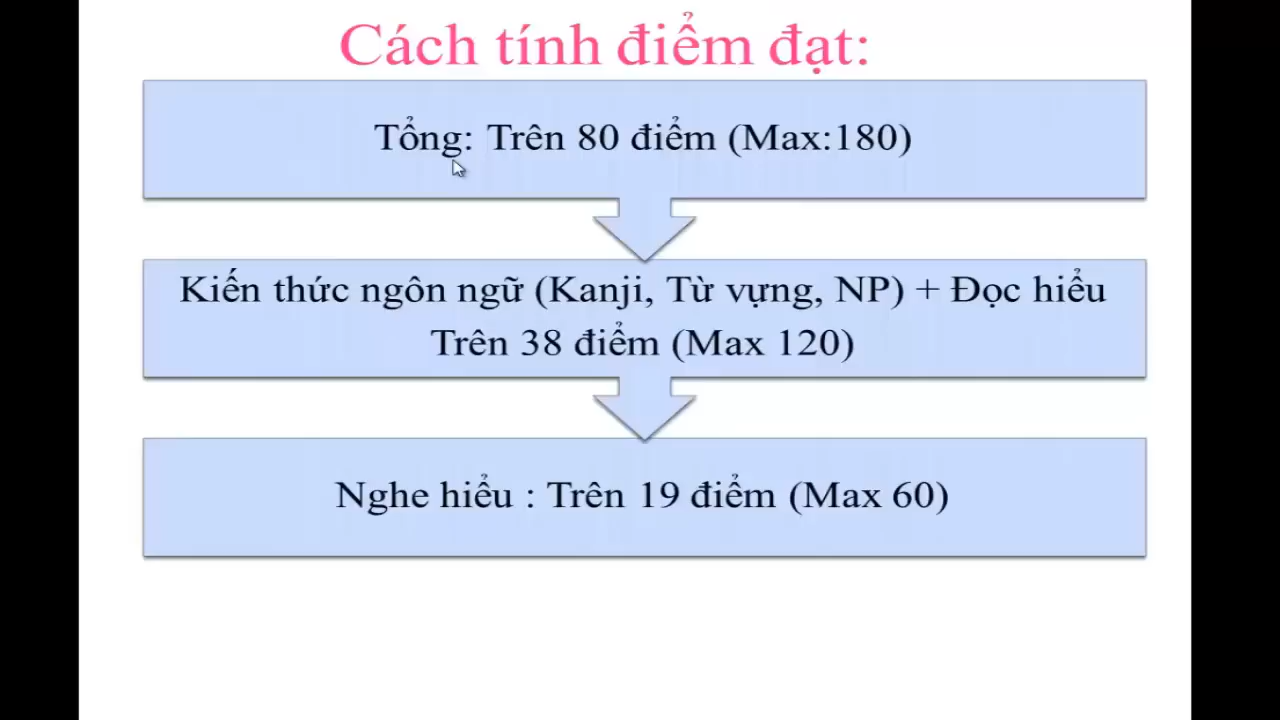 Cách tính điểm đạt:
Tổng: Trên 80 điểm (Max:180)
Kiến thức ngôn ngữ (Kanji, Từ vựng, NP) + Đọc hiểu
Trên 38 điểm (Max 120)
Nghe hiểu : Trên 19 điểm (Max 60)